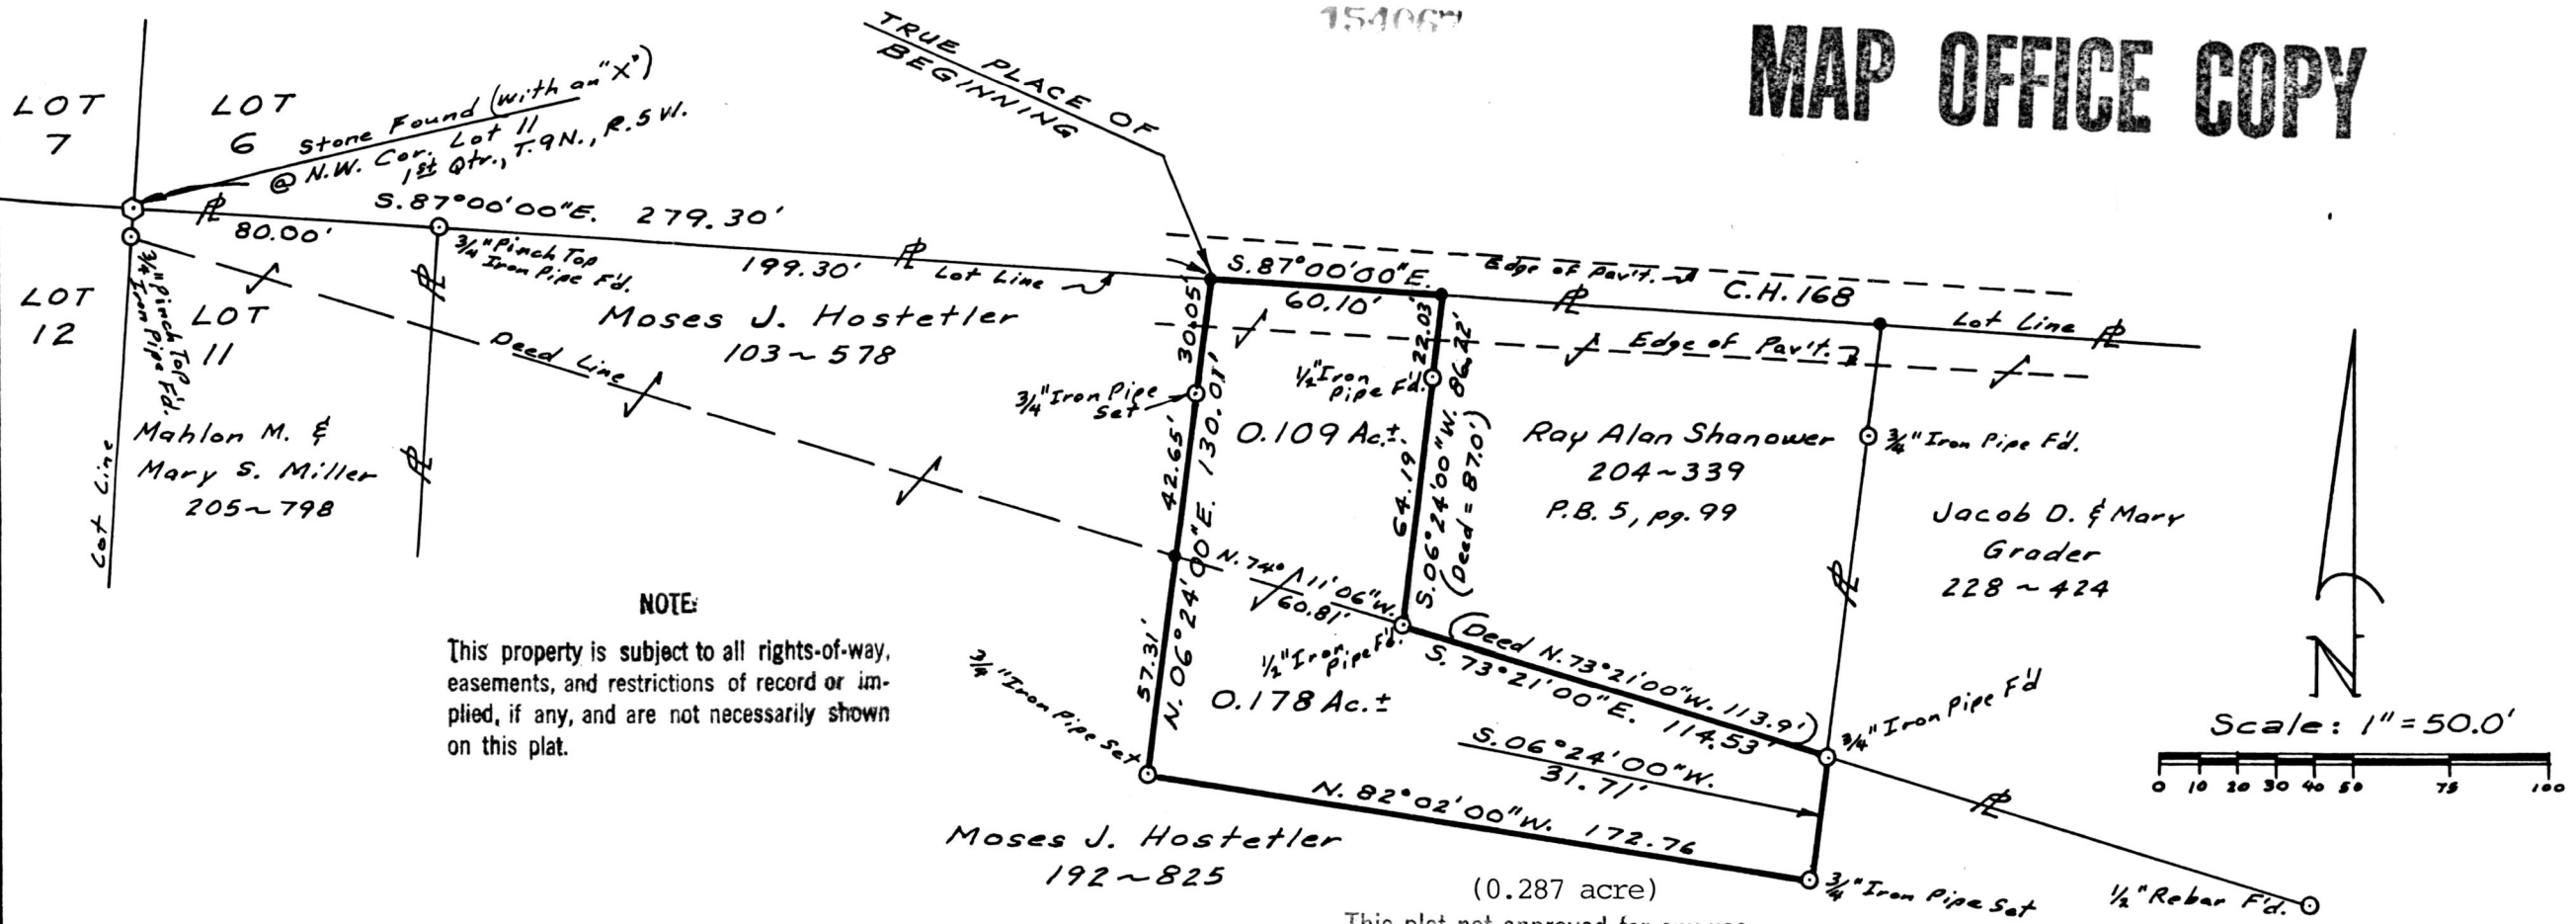 154067
MAP OFFICE COPY
TRUE PLACE OF
BEGINNING
LOT
7
LOT
6
Stone Found (with an "X")
@ N.W. Cor. Lot 11
1st Qtr., T.9N., R.5W.
S.87°00'00"E. 279.30'
80.00'
3/4" Pinch Top
Iron Pipe F'd.
199.30'
Lot Line
3/4" Pinch Top
Iron Pipe F'd.
LOT
12
LOT
11
Lot Line
Deed Line
Moses J. Hostetler
103~578
Mahlon M. &
Mary S. Miller
205~798
S.87°00'00"E.
60.10'
Edge of Pav't.
C.H.168
Lot Line
Edge of Pav't.
30.05'
42.65'
57.31'
N.06°24'00"E. 130.01'
3/4" Iron Pipe
Set
1/2" Iron
Pipe F'd.
22.03'
64.19
S.06°24'00"W. 86.22'
(Deed = 87.0')
0.109 Ac.±.
Ray Alan Shanower
204~339
P.B. 5, pg. 99
3/4" Iron Pipe F'd.
Jacob D. & Mary
Grader
228~424
N.74°11'06"W.
60.81'
1/2" Iron
Pipe F'd.
0.178 Ac.±
(Deed N.73°21'00"W. 113.9')
S. 73°21'00"E. 114.53'
3/4" Iron Pipe F'd
S.06°24'00"W.
31.71'
N. 82°02'00"W. 172.76
3/4" Iron Pipe Set
NOTE:
This property is subject to all rights-of-way,
easements, and restrictions of record or im-
plied, if any, and are not necessarily shown
on this plat.
Moses J. Hostetler
192~825
(0.287 acre)
3/4" Iron Pipe Set
1/2" Rebar F'd.
N
Scale: 1"=50.0'
0 10 20 30 40 50 75 100
This plat not approved for any use